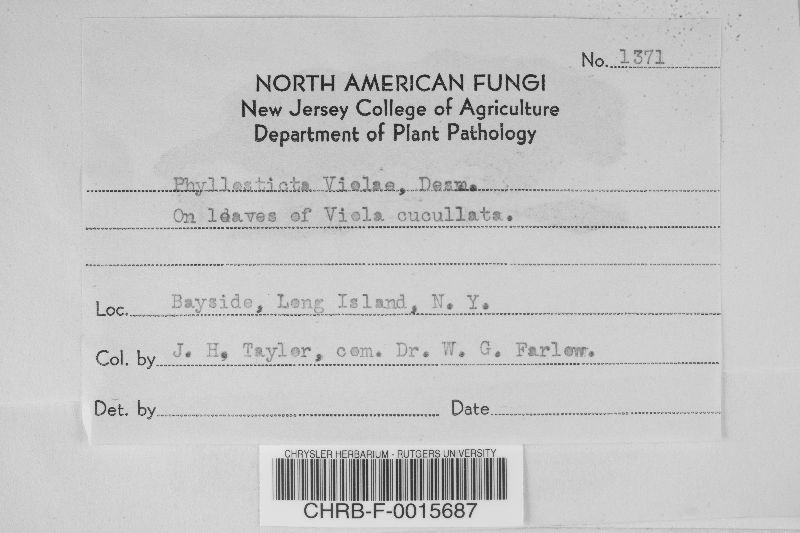 No. 1371
NORTH AMERICAN FUNGI
New Jersey College of Agriculture
Department of Plant Pathology
Phyllosticta Violae, Desm.
On leaves of Viola cucullata.
Loc. Bayside, Long Island, N. Y.
Col. by J. H. Taylor, com. Dr. W. G. Farlow.
Det. by Date
CHRYSLER HERBARIUM - RUTGERS UNIVERSITY
CHRB-F-0015687